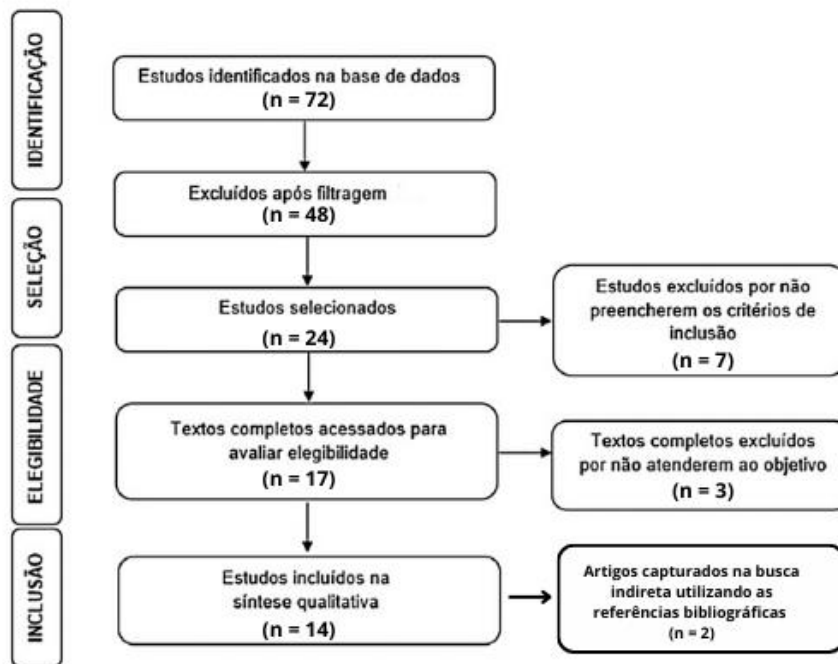 IDENTIFICAÇÃO
Estudos identificados na base de dados
(n = 72)
Excluídos após filtragem
(n = 48)
SELEÇÃO
Estudos selecionados
(n = 24)
Estudos excluídos por não
preencherem os critérios de
inclusão
(n = 7)
ELEGIBILIDADE
Textos completos acessados para
avaliar elegibilidade
(n = 17)
Textos completos excluídos
por não atenderem ao objetivo
(n = 3)
INCLUSÃO
Estudos incluídos na
síntese qualitativa
(n = 14)
Artigos capturados na busca
indireta utilizando as
referências bibliográficas
(n = 2)